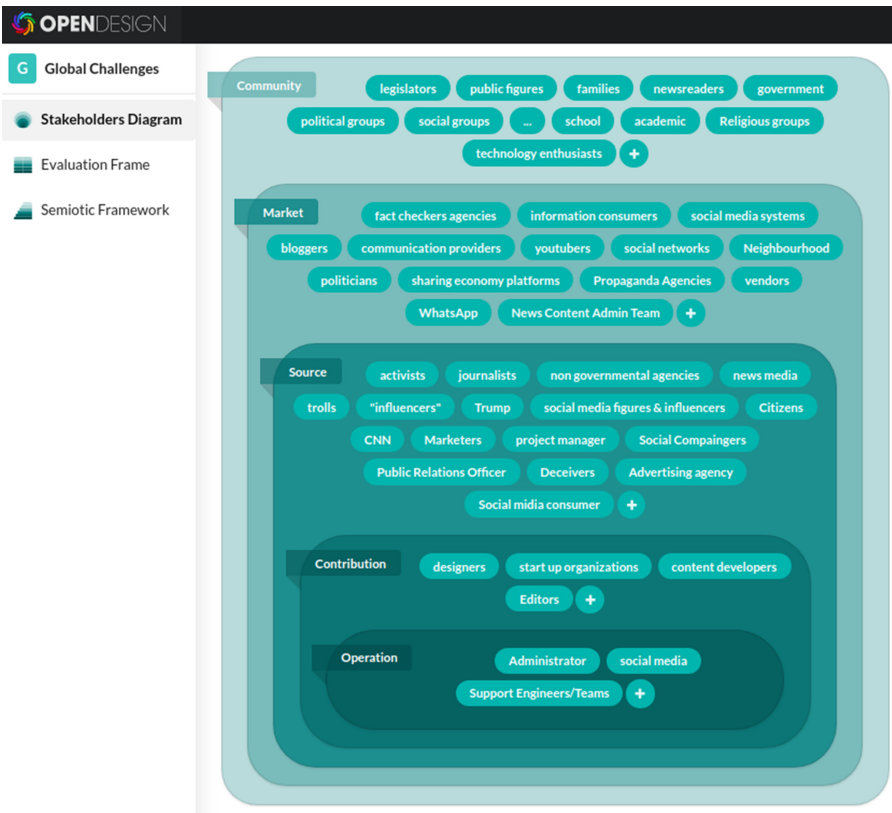 OPENDESIGN
G Global Challenges
Stakeholders Diagram
Evaluation Frame
Semiotic Framework
Community
legislators public figures families newsreaders government
political groups social groups ... school academic Religious groups
technology enthusiasts +
Market
fact checkers agencies information consumers social media systems
bloggers communication providers youtubers social networks Neighbourhood
politicians sharing economy platforms Propaganda Agencies vendors
WhatsApp News Content Admin Team +
Source
activists journalists non governmental agencies news media
trolls "influencers" Trump social media figures & influencers Citizens
CNN Marketers project manager Social Compaingers
Public Relations Officer Deceivers Advertising agency
Social midia consumer +
Contribution
designers start up organizations content developers
Editors +
Operation
Administrator social media
Support Engineers/Teams +